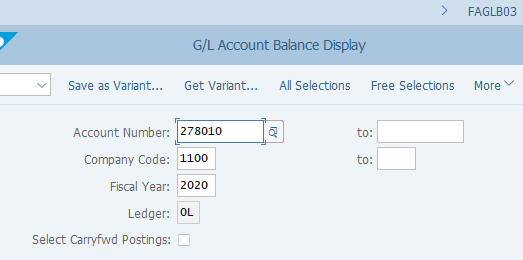 FAGLB03
G/L Account Balance Display
Save as Variant... Get Variant... All Selections Free Selections More
Account Number: 278010 to:
Company Code: 1100 to:
Fiscal Year: 2020
Ledger: 0L
Select Carryfwd Postings: